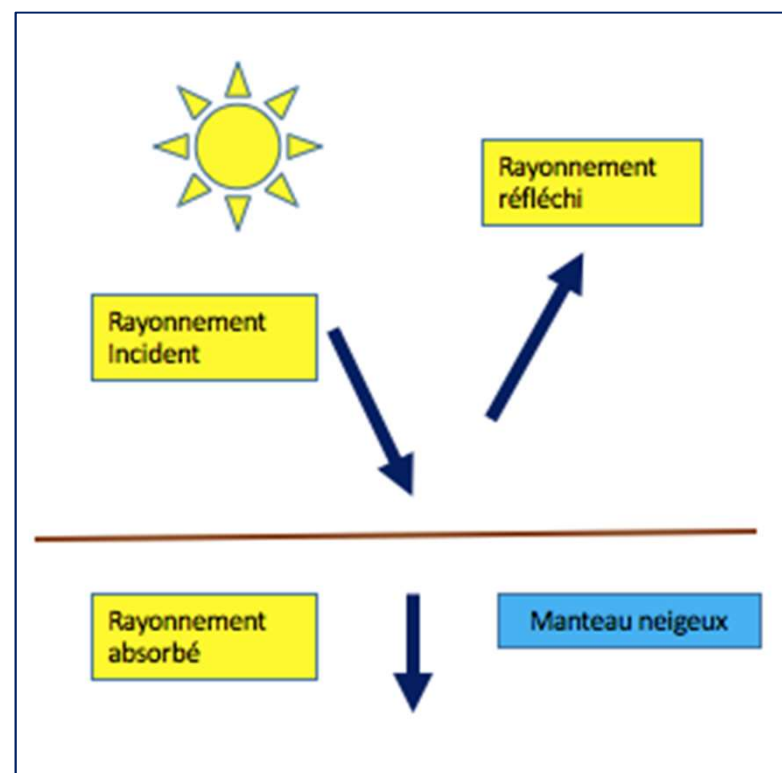 Rayonnement
réfléchi
Rayonnement
Incident
Rayonnement
absorbé
Manteau neigeux